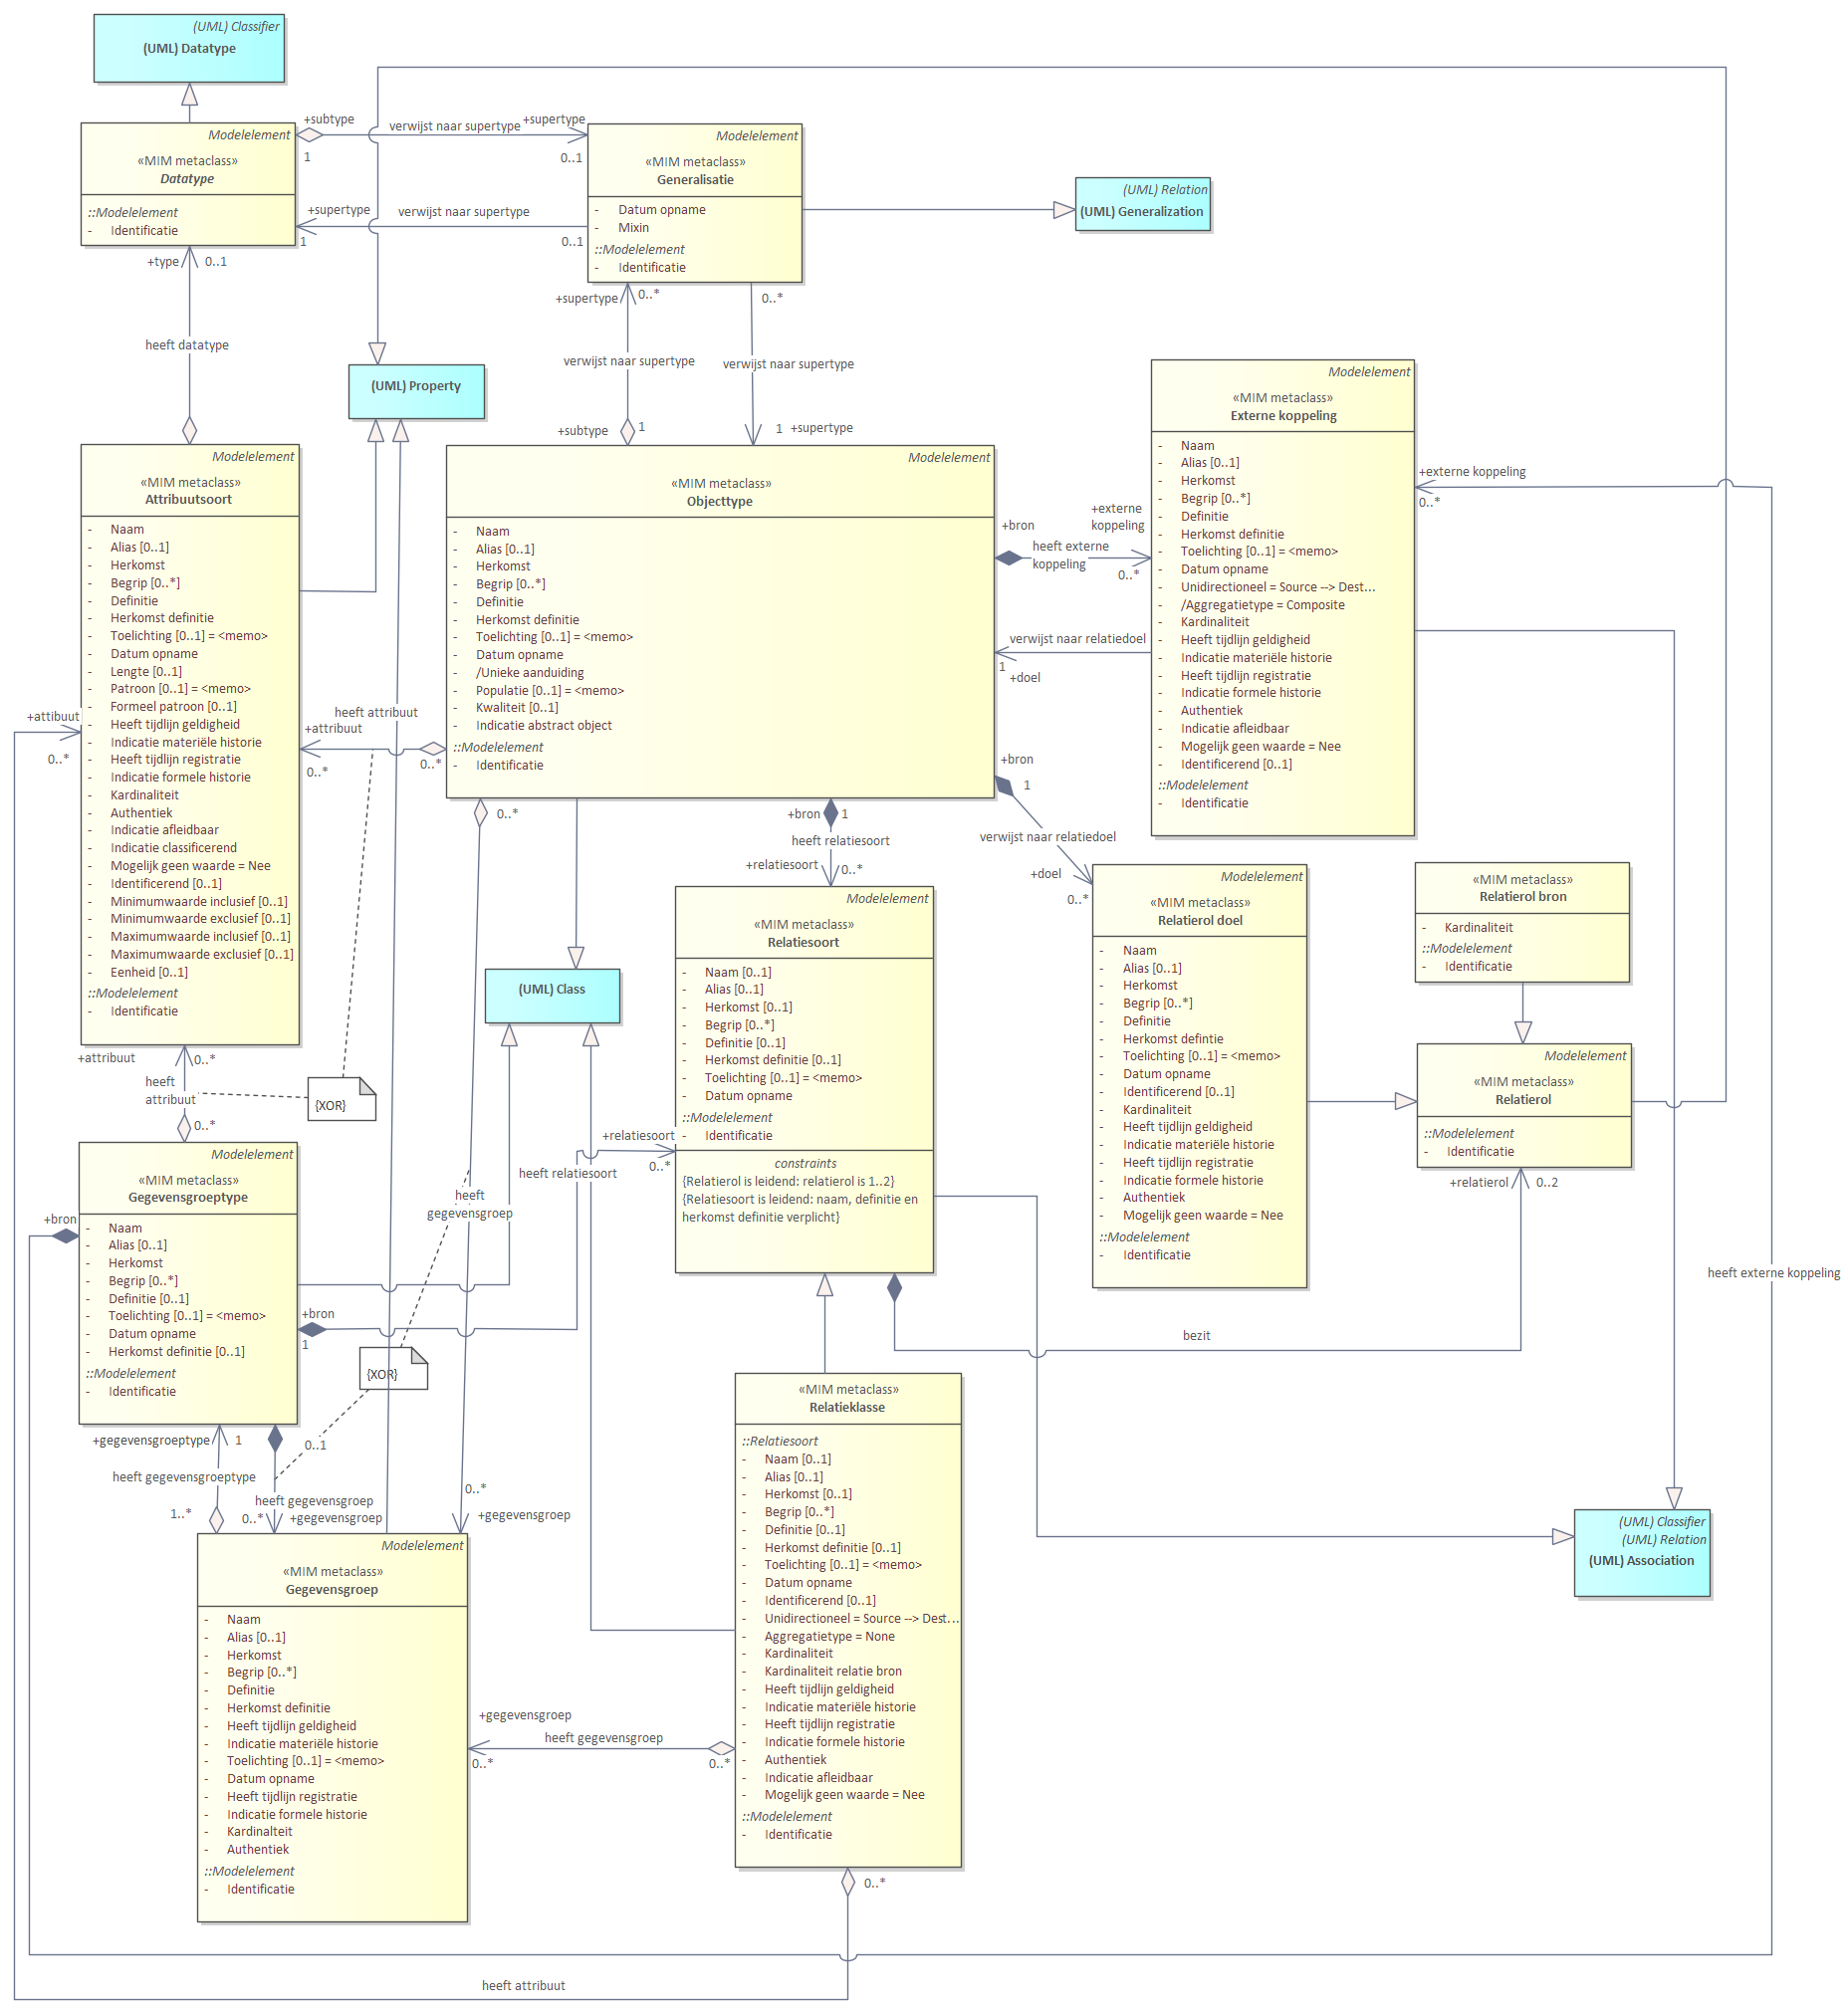 (UML) Classifier
(UML) Datatype
Modelelement
«MIM metaclass»
Datatype
::Modelelement
- Identificatie
+subtype
1
verwijst naar supertype
+supertype
0..1
+supertype
1
verwijst naar supertype
0..1
Modelelement
«MIM metaclass»
Generalisatie
- Datum opname
- Mixin
::Modelelement
- Identificatie
(UML) Relation
(UML) Generalization
+type
0..1
heeft datatype
+supertype
0..*
verwijst naar supertype
+subtype
1
0..*
verwijst naar supertype
1
+supertype
(UML) Property
Modelelement
«MIM metaclass»
Attribuutsoort
- Naam
- Alias [0..1]
- Herkomst
- Begrip [0..*]
- Definitie
- Herkomst definitie
- Toelichting [0..1] = <memo>
- Datum opname
- Lengte [0..1]
- Patroon [0..1] = <memo>
- Formeel patroon [0..1]
- Heeft tijdlijn geldigheid
- Indicatie materiële historie
- Heeft tijdlijn registratie
- Indicatie formele historie
- Kardinaliteit
- Authentiek
- Indicatie afleidbaar
- Indicatie classificerend
- Mogelijk geen waarde = Nee
- Identificerend [0..1]
- Minimumwaarde inclusief [0..1]
- Minimumwaarde exclusief [0..1]
- Maximumwaarde inclusief [0..1]
- Maximumwaarde exclusief [0..1]
- Eenheid [0..1]
::Modelelement
- Identificatie
+attibuut
0..*
heeft attribuut
+attribuut
0..*
0..*
Modelelement
«MIM metaclass»
Objecttype
- Naam
- Alias [0..1]
- Herkomst
- Begrip [0..*]
- Definitie
- Herkomst definitie
- Toelichting [0..1] = <memo>
- Datum opname
- /Unieke aanduiding
- Populatie [0..1] = <memo>
- Kwaliteit [0..1]
- Indicatie abstract object
::Modelelement
- Identificatie
+bron
heeft externe
koppeling
+externe
koppeling
0..*
verwijst naar relatiedoel
1
+doel
Modelelement
«MIM metaclass»
Externe koppeling
- Naam
- Alias [0..1]
- Herkomst
- Begrip [0..*]
- Definitie
- Herkomst definitie
- Toelichting [0..1] = <memo>
- Datum opname
- Unidirectioneel = Source --> Dest...
- /Aggregatietype = Composite
- Kardinaliteit
- Heeft tijdlijn geldigheid
- Indicatie materiële historie
- Heeft tijdlijn registratie
- Indicatie formele historie
- Authentiek
- Indicatie afleidbaar
- Mogelijk geen waarde = Nee
- Identificerend [0..1]
::Modelelement
- Identificatie
+externe koppeling
0..*
+bron
1
verwijst naar relatiedoel
+doel
0..*
0..*
+bron
1
heeft relatiesoort
+relatiesoort
0..*
Modelelement
«MIM metaclass»
Relatiesoort
- Naam [0..1]
- Alias [0..1]
- Herkomst [0..1]
- Begrip [0..*]
- Definitie [0..1]
- Herkomst definitie [0..1]
- Toelichting [0..1] = <memo>
- Datum opname
::Modelelement
- Identificatie
constraints
{Relatierol is leidend: relatierol is 1..2}
{Relatiesoort is leidend: naam, definitie en
herkomst definitie verplicht}
Modelelement
«MIM metaclass»
Relatierol doel
- Naam
- Alias [0..1]
- Herkomst
- Begrip [0..*]
- Definitie
- Herkomst defintie
- Toelichting [0..1] = <memo>
- Datum opname
- Identificerend [0..1]
- Kardinaliteit
- Heeft tijdlijn geldigheid
- Indicatie materiële historie
- Heeft tijdlijn registratie
- Indicatie formele historie
- Authentiek
- Mogelijk geen waarde = Nee
::Modelelement
- Identificatie
«MIM metaclass»
Relatierol bron
- Kardinaliteit
::Modelelement
- Identificatie
Modelelement
«MIM metaclass»
Relatierol
::Modelelement
- Identificatie
+relatierol
0..2
bezit
(UML) Class
+attribuut
0..*
heeft
attribuut
0..*
{XOR}
+relatiesoort
0..*
heeft relatiesoort
heeft
gegevensgroep
Modelelement
«MIM metaclass»
Gegevensgroeptype
- Naam
- Alias [0..1]
- Herkomst
- Begrip [0..*]
- Definitie [0..1]
- Toelichting [0..1] = <memo>
- Datum opname
- Herkomst definitie [0..1]
::Modelelement
- Identificatie
+bron
+bron
1
heeft externe koppeling
{XOR}
+gegevensgroeptype
1
heeft gegevensgroeptype
1..*
0..1
heeft gegevensgroep
0..*
+gegevensgroep
0..*
+gegevensgroep
Modelelement
«MIM metaclass»
Gegevensgroep
- Naam
- Alias [0..1]
- Herkomst
- Begrip [0..*]
- Definitie
- Herkomst definitie
- Heeft tijdlijn geldigheid
- Indicatie materiële historie
- Toelichting [0..1] = <memo>
- Datum opname
- Heeft tijdlijn registratie
- Indicatie formele historie
- Kardinalteit
- Authentiek
::Modelelement
- Identificatie
+gegevensgroep
0..*
heeft gegevensgroep
0..*
«MIM metaclass»
Relatieklasse
::Relatiesoort
- Naam [0..1]
- Alias [0..1]
- Herkomst [0..1]
- Begrip [0..*]
- Definitie [0..1]
- Herkomst definitie [0..1]
- Toelichting [0..1] = <memo>
- Datum opname
- Identificerend [0..1]
- Unidirectioneel = Source --> Dest...
- Aggregatietype = None
- Kardinaliteit
- Kardinaliteit relatie bron
- Heeft tijdlijn geldigheid
- Indicatie materiële historie
- Heeft tijdlijn registratie
- Indicatie formele historie
- Authentiek
- Indicatie afleidbaar
- Mogelijk geen waarde = Nee
::Modelelement
- Identificatie
0..*
(UML) Classifier
(UML) Relation
(UML) Association
heeft attribuut